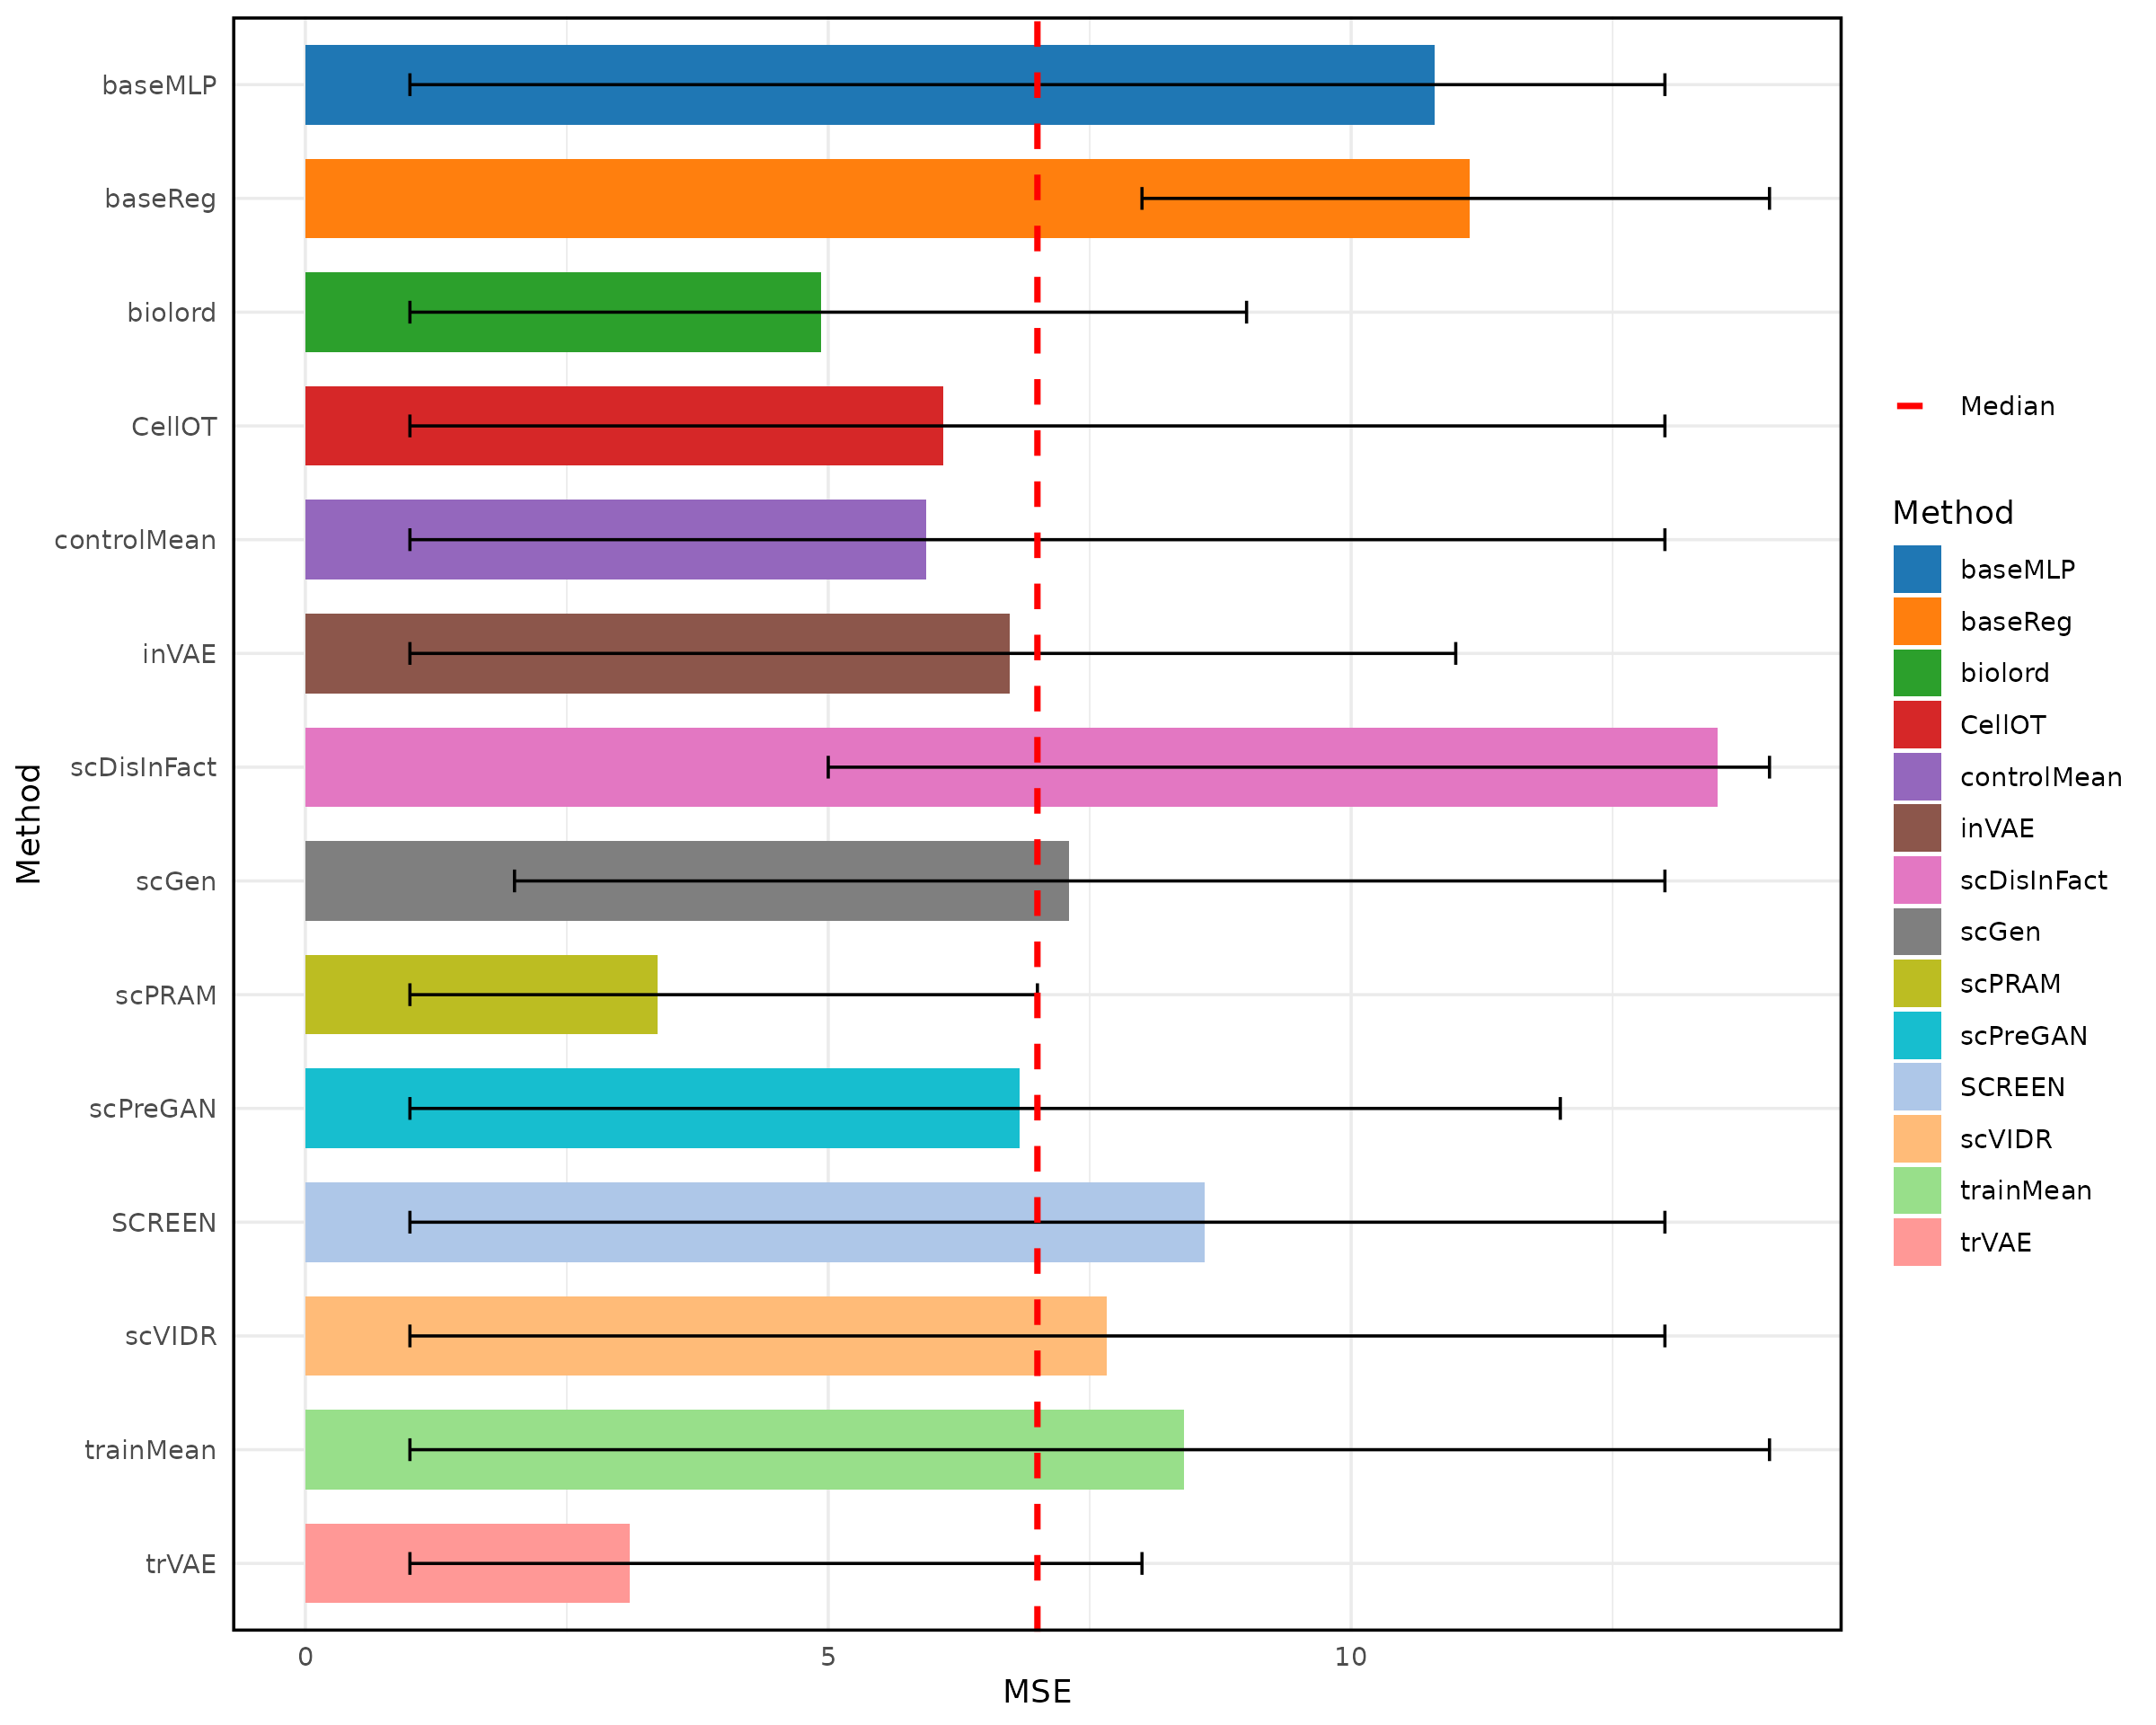 baseMLP
baseReg
biolord
CellOT
controlMean
inVAE
scDisInFact
scGen
scPRAM
scPreGAN
SCREEN
scVIDR
trainMean
trVAE
Method
0 5 10
MSE
Median
Method
baseMLP
baseReg
biolord
CellOT
controlMean
inVAE
scDisInFact
scGen
scPRAM
scPreGAN
SCREEN
scVIDR
trainMean
trVAE